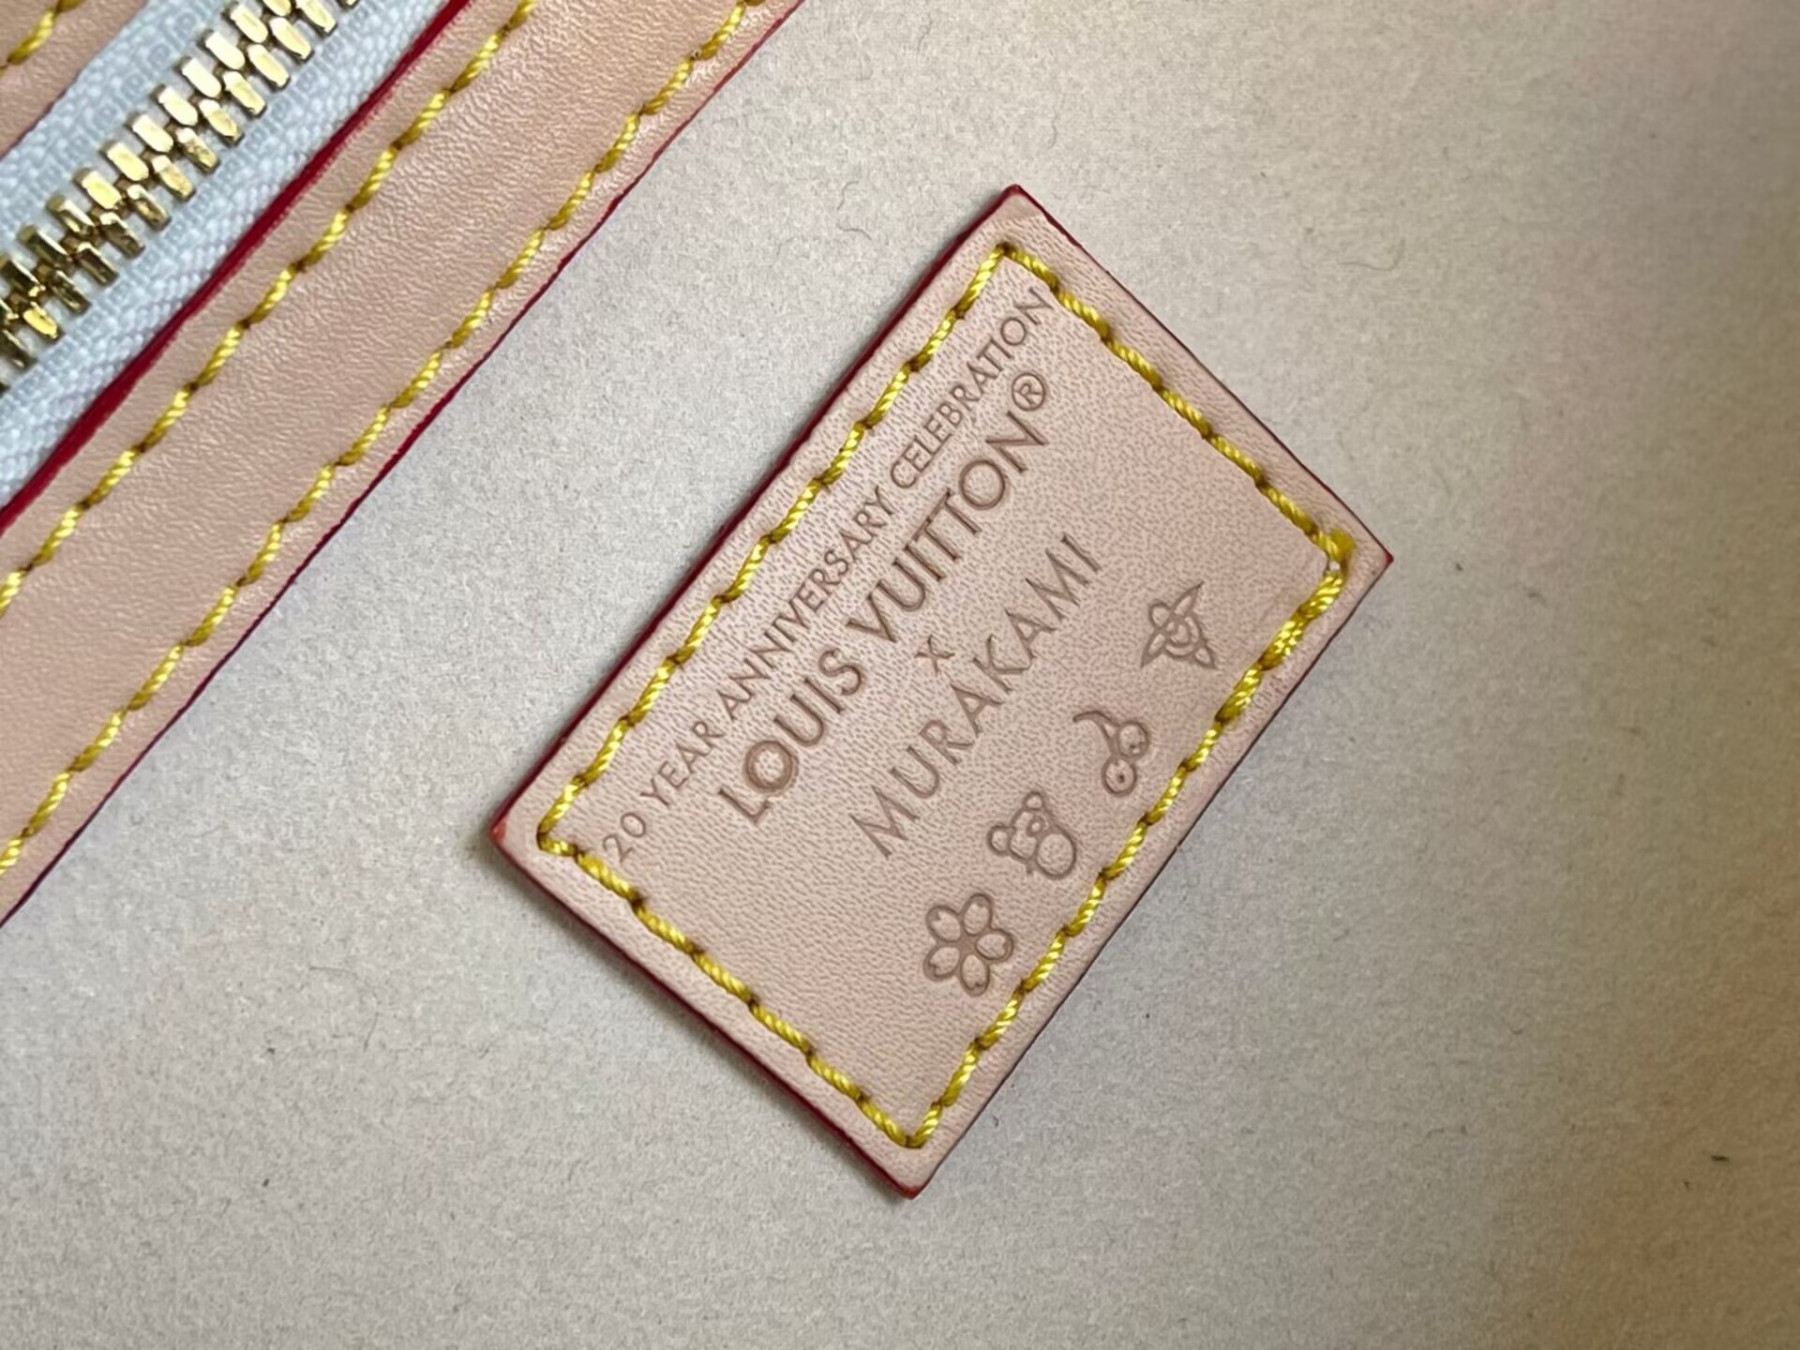 20 YEAR ANNIVERSARY CELEBRATION
LOUIS VUITTON®
x
MURAKAMI